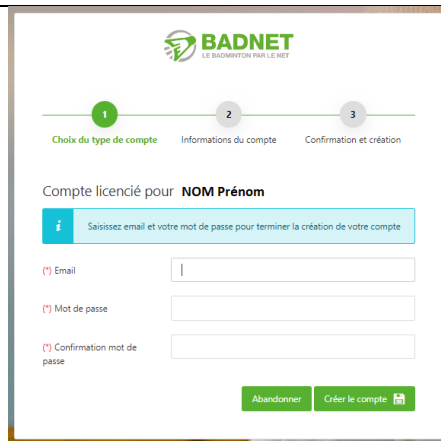 BADNET
LE BADMINTON PAR LE NET
1 2 3
Choix du type de compte Informations du compte Confirmation et création
Compte licencié pour NOM Prénom
i Saisissez email et votre mot de passe pour terminer la création de votre compte
(*) Email
(*) Mot de passe
(*) Confirmation mot de
passe
Abandonner Créer le compte